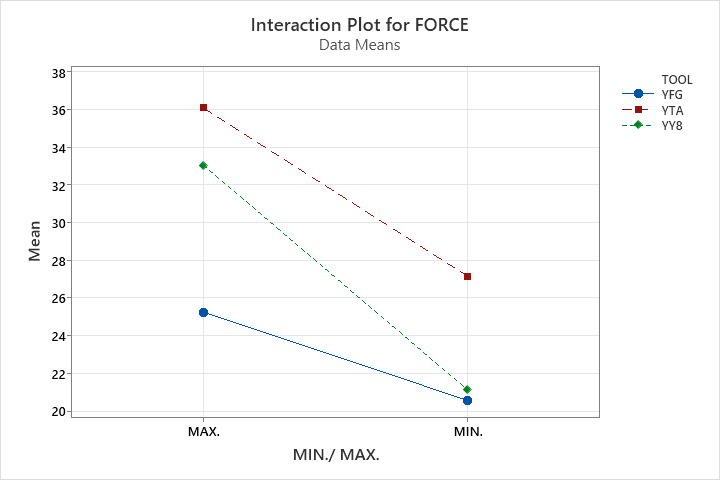 Interaction Plot for FORCE
Data Means
38
36
34
32
30
28
26
24
22
20
Mean
MAX.
MIN.
MIN./ MAX.
TOOL
YFG
YTA
YY8